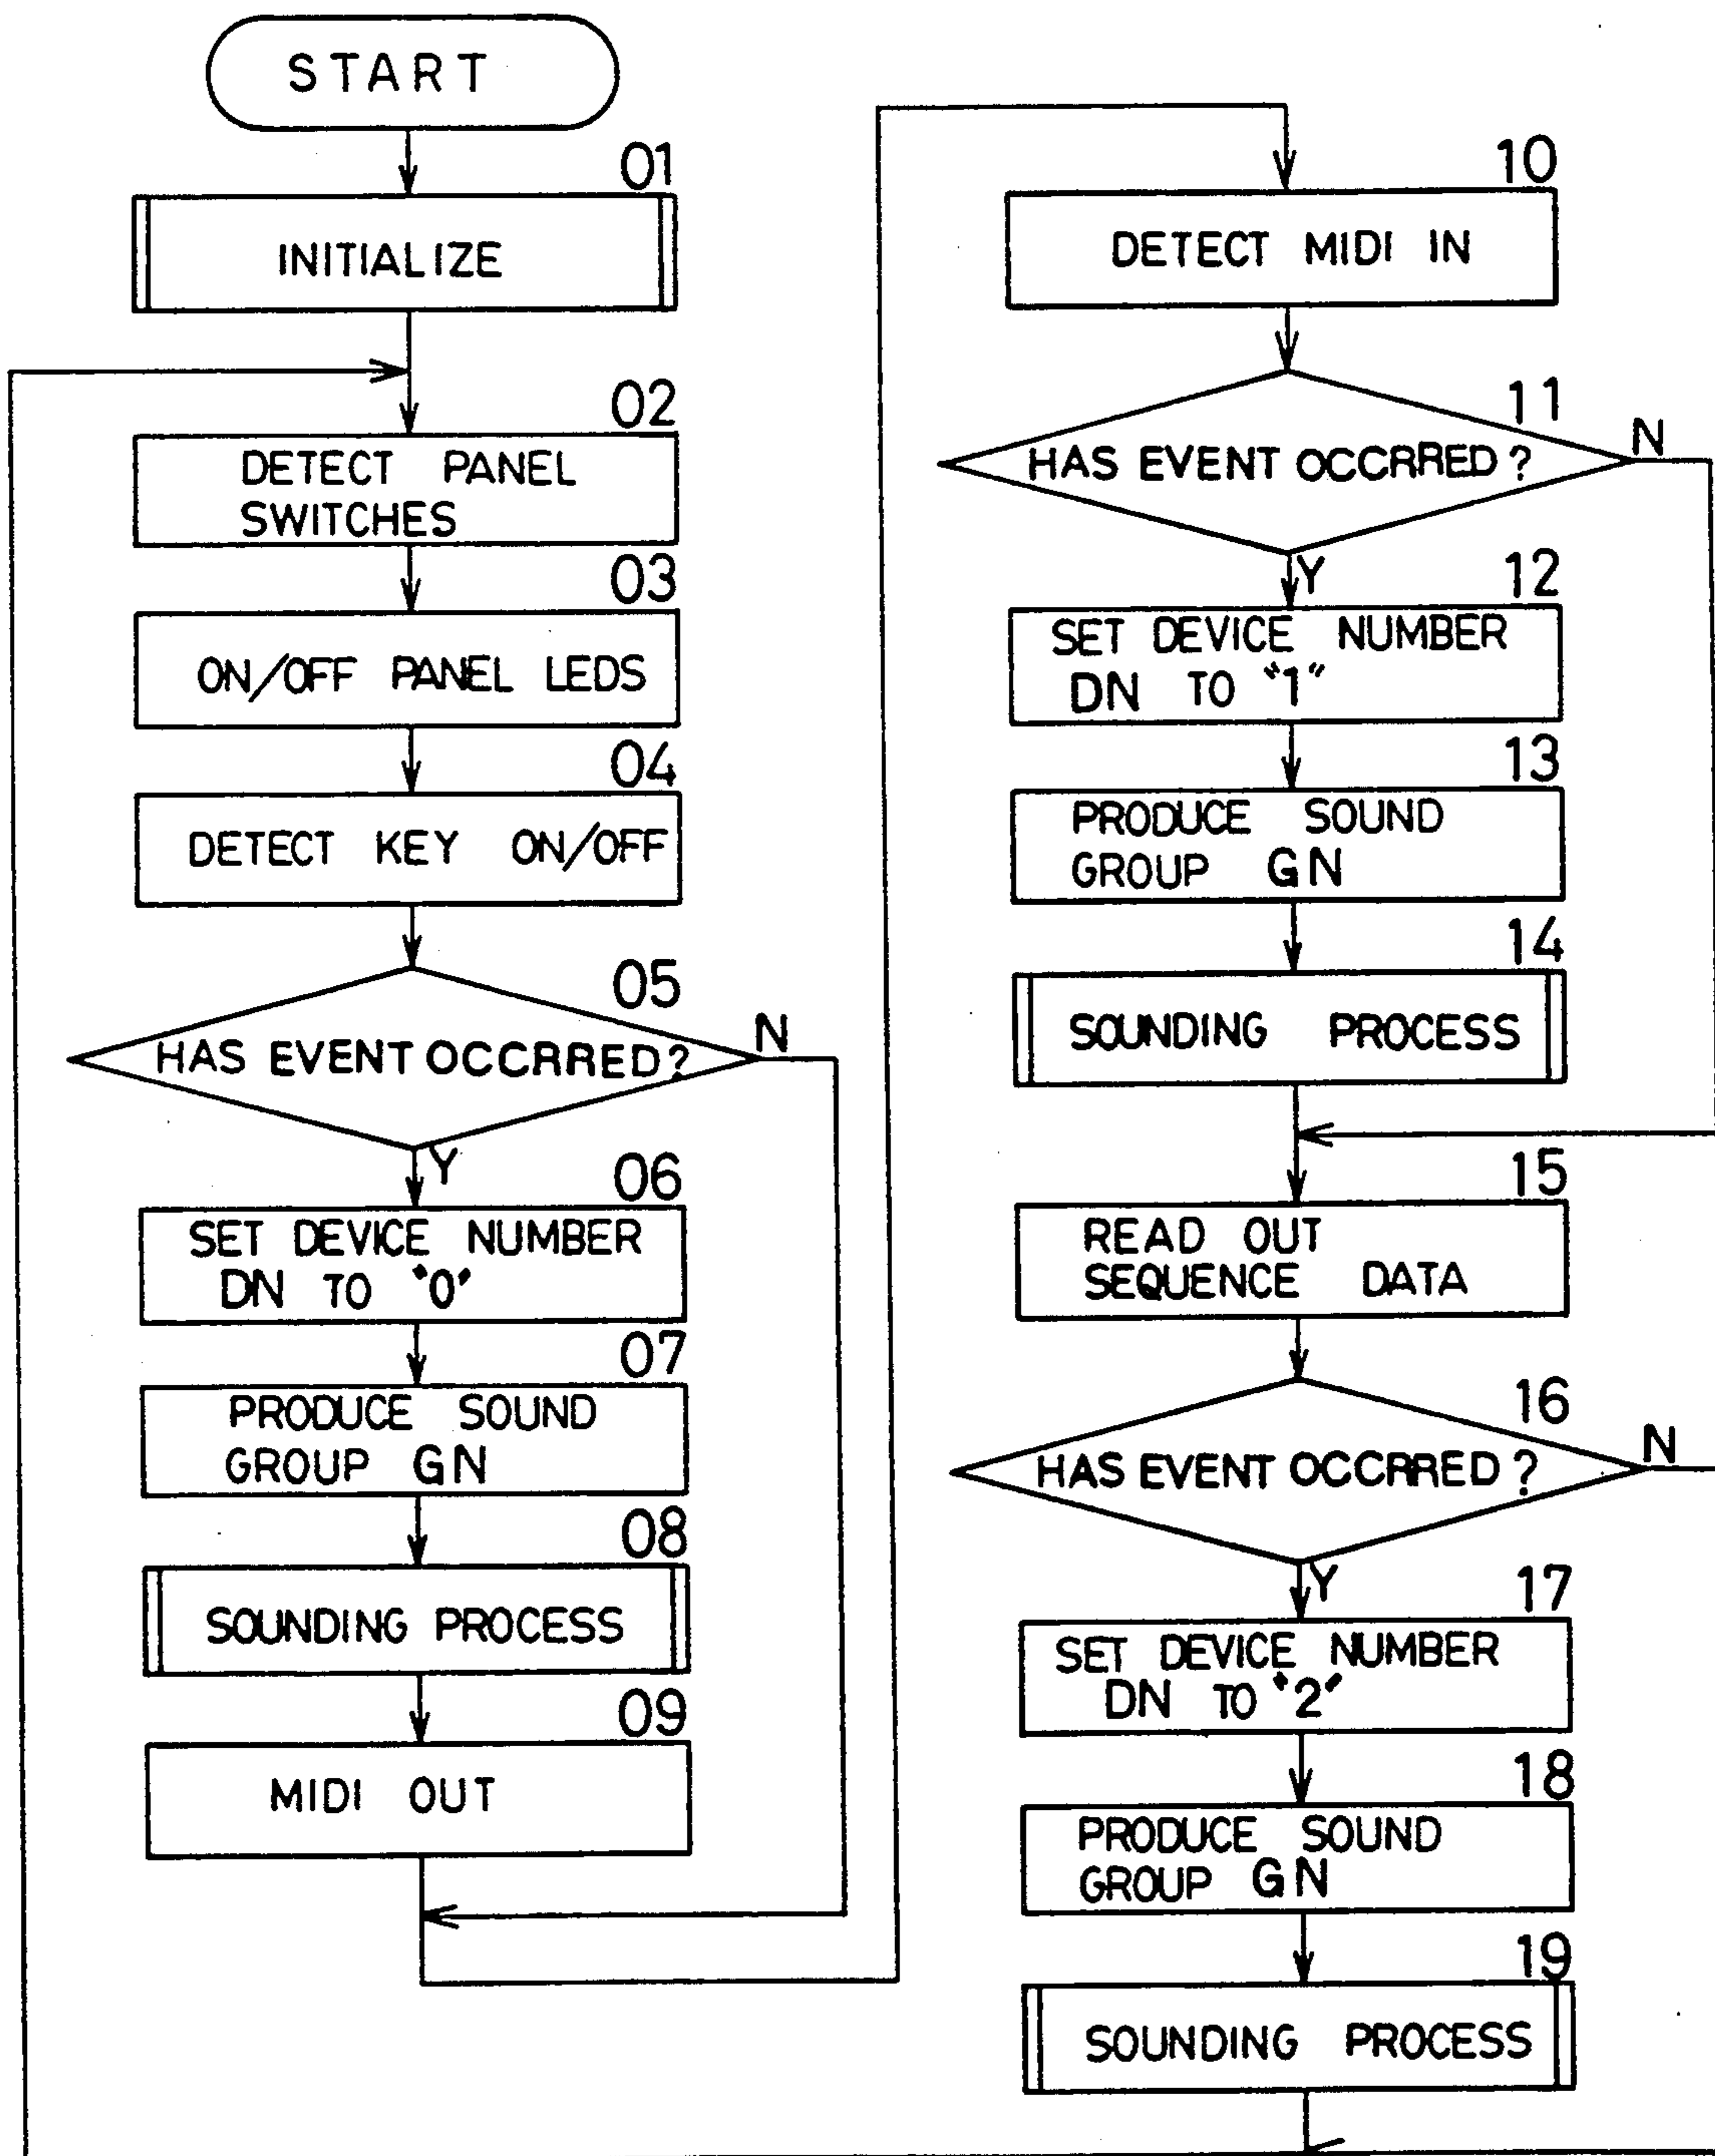 START
01
INITIALIZE
02
DETECT PANEL
SWITCHES
03
ON/OFF PANEL LEDS
04
DETECT KEY ON/OFF
05
HAS EVENT OCCRRED?
N
Y
06
SET DEVICE NUMBER
DN TO "0"
07
PRODUCE SOUND
GROUP GN
08
SOUNDING PROCESS
09
MIDI OUT
10
DETECT MIDI IN
11
HAS EVENT OCCRRED?
N
Y
12
SET DEVICE NUMBER
DN TO "1"
13
PRODUCE SOUND
GROUP GN
14
SOUNDING PROCESS
15
READ OUT
SEQUENCE DATA
16
HAS EVENT OCCRRED?
N
Y
17
SET DEVICE NUMBER
DN TO "2"
18
PRODUCE SOUND
GROUP GN
19
SOUNDING PROCESS